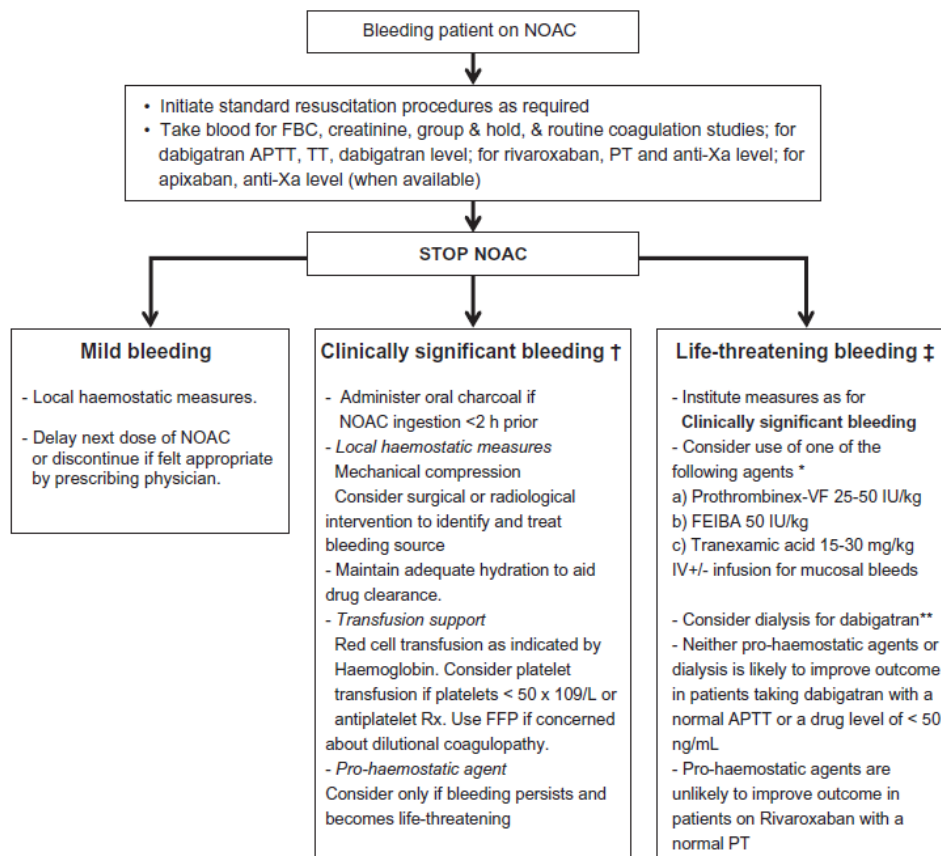 Bleeding patient on NOAC
• Initiate standard resuscitation procedures as required
• Take blood for FBC, creatinine, group & hold, & routine coagulation studies; for
dabigatran APTT, TT, dabigatran level; for rivaroxaban, PT and anti-Xa level; for
apixaban, anti-Xa level (when available)
STOP NOAC
Mild bleeding
- Local haemostatic measures.
- Delay next dose of NOAC
or discontinue if felt appropriate
by prescribing physician.
Clinically significant bleeding †
- Administer oral charcoal if
NOAC ingestion <2 h prior
- Local haemostatic measures
Mechanical compression
Consider surgical or radiological
intervention to identify and treat
bleeding source
- Maintain adequate hydration to aid
drug clearance.
- Transfusion support
Red cell transfusion as indicated by
Haemoglobin. Consider platelet
transfusion if platelets < 50 x 109/L or
antiplatelet Rx. Use FFP if concerned
about dilutional coagulopathy.
- Pro-haemostatic agent
Consider only if bleeding persists and
becomes life-threatening
Life-threatening bleeding ‡
- Institute measures as for
Clinically significant bleeding
- Consider use of one of the
following agents *
a) Prothrombinex-VF 25-50 IU/kg
b) FEIBA 50 IU/kg
c) Tranexamic acid 15-30 mg/kg
IV+/- infusion for mucosal bleeds
- Consider dialysis for dabigatran**
- Neither pro-haemostatic agents or
dialysis is likely to improve outcome
in patients taking dabigatran with a
normal APTT or a drug level of < 50
ng/mL
- Pro-haemostatic agents are
unlikely to improve outcome in
patients on Rivaroxaban with a
normal PT